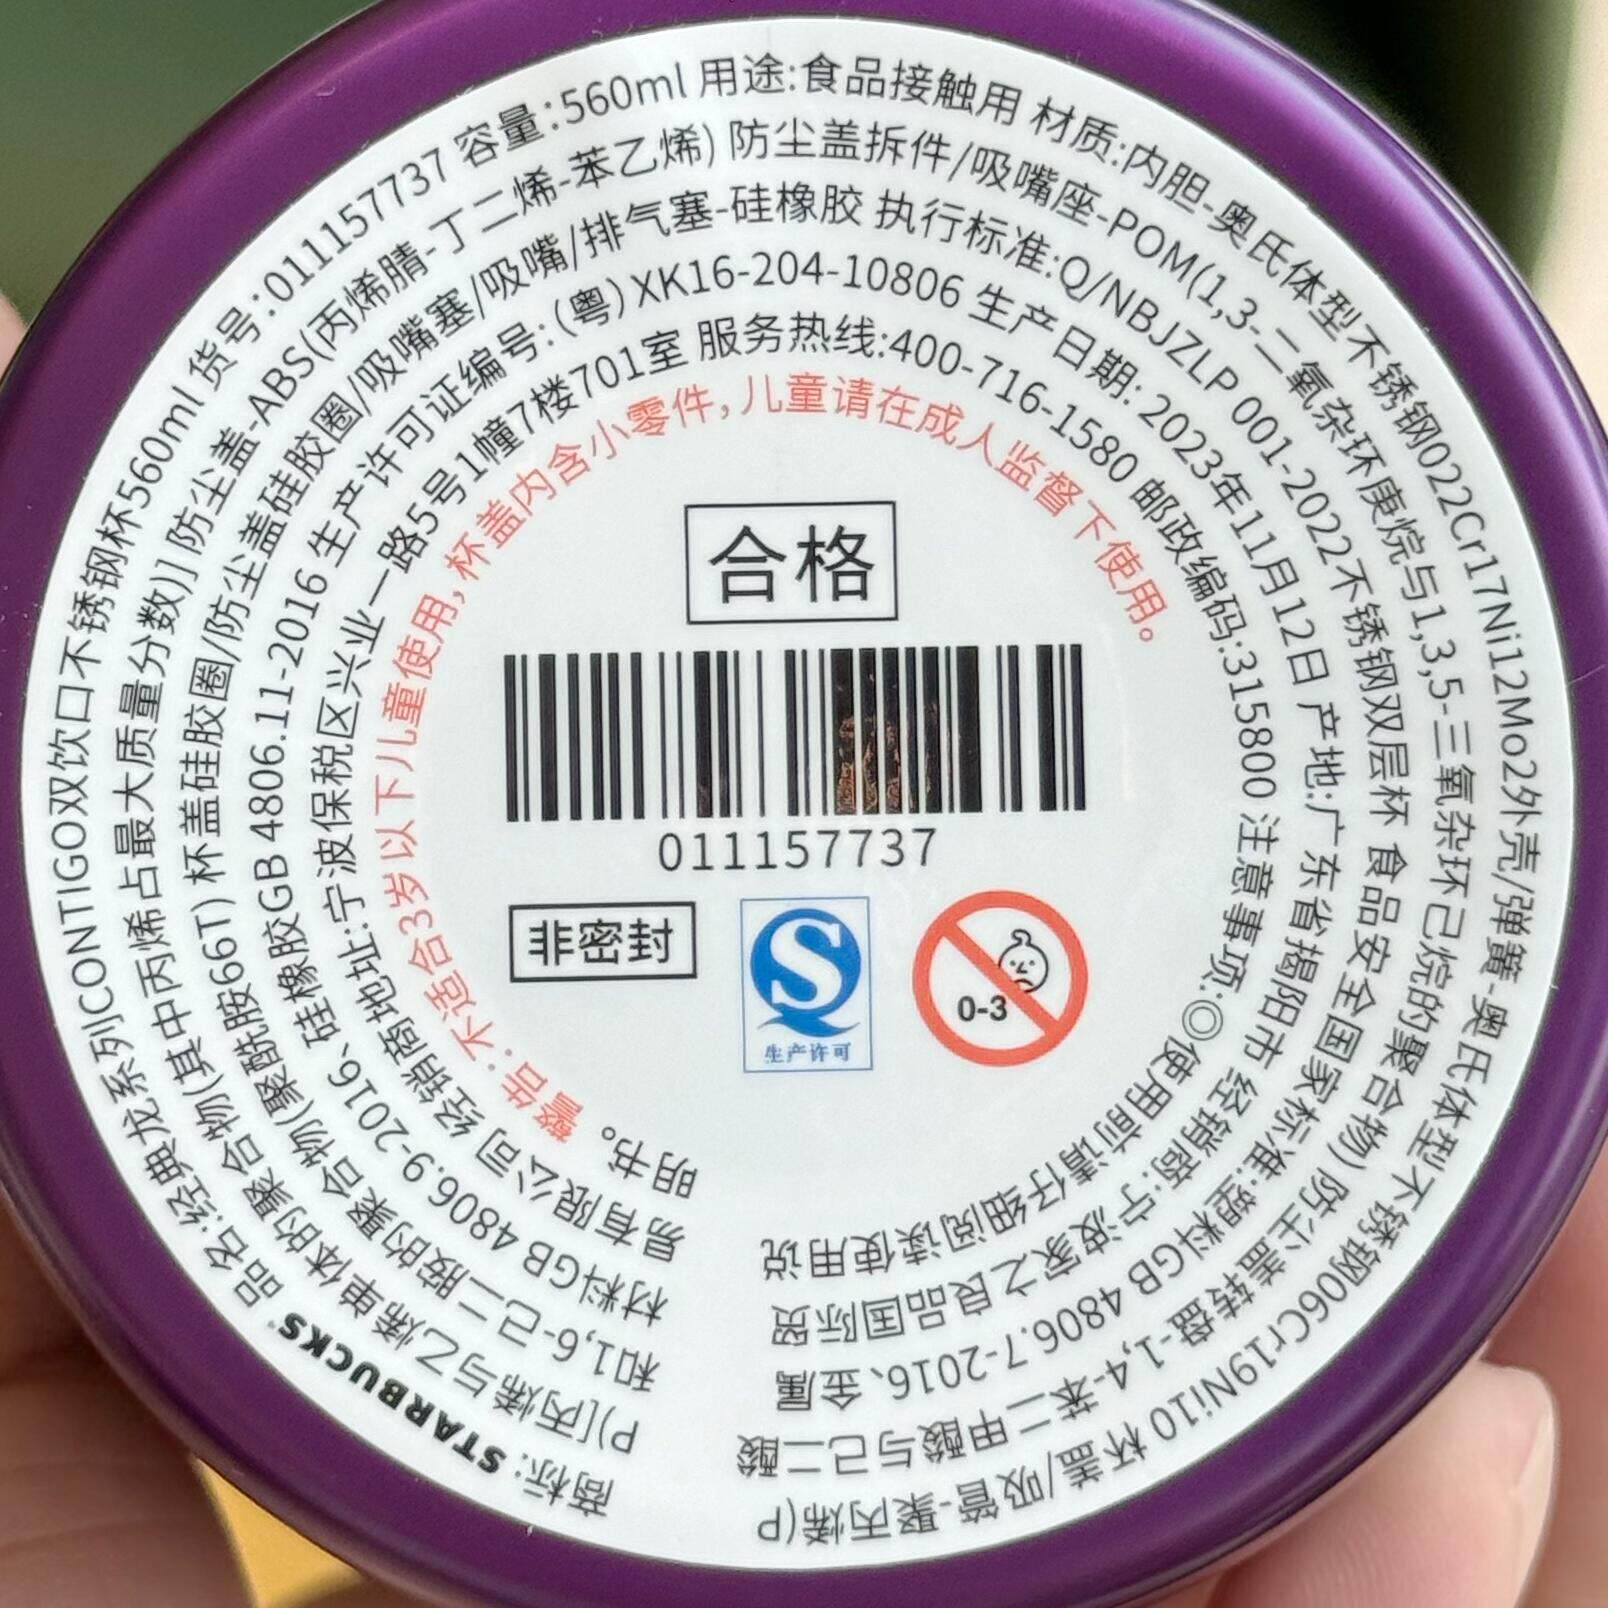 商标: STARBUCKS 品名:经典龙系列CONTIGO双饮口不锈钢杯560ml 货号:011157737 容量:560ml 用途:食品接触用 材质:内胆-奥氏体型不锈钢022Cr17Ni12Mo2外壳/弹簧-奥氏体型不锈钢06Cr19Ni10 杯盖/吸管-聚丙烯(P
P)[丙烯与乙烯单体的聚合物(其中丙烯占最大质量分数)] 防尘盖-ABS(丙烯腈-丁二烯-苯乙烯) 防尘盖拆件/吸嘴座-POM(1,3-二氧杂环庚烷与1,3,5-三氧杂环己烷的聚合物) 防尘盖转盘-1,4-苯二甲酸与己二酸
和1,6-己二胺的聚合物(聚酰胺66T) 杯盖硅胶圈/防尘盖硅胶圈/吸嘴塞/吸嘴/排气塞-硅橡胶 执行标准:Q/NBJZLP 001-2022不锈钢双层杯 食品安全国家标准:塑料GB 4806.7-2016、金属
材料GB 4806.9-2016、硅橡胶GB 4806.11-2016 生产许可证编号:(粤)XK16-204-10806 生产日期: 2023年11月12日 产地:广东省揭阳市 经销商:宁波家之良品国际贸
易有限公司 经销商地址:宁波保税区兴业一路5号1幢7楼701室 服务热线:400-716-1580 邮政编码:315800 注意事项:◎使用前请仔细阅读使用说
明书。
警告:不适合3岁以下儿童使用,杯盖内含小零件,儿童请在成人监督下使用。
合格
011157737
非密封
S
生产许可
0-3